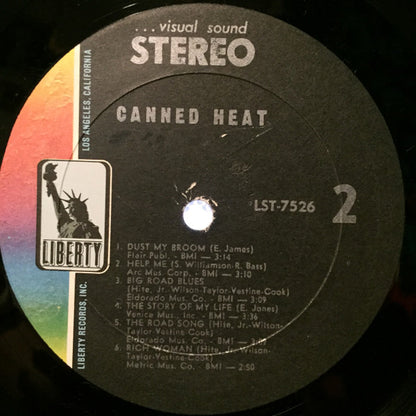 ...visual sound
STEREO
CANNED HEAT
LST-7526
2
1. DUST MY BROOM (E. James)
Flair Publ. - BMI — 3:14
2. HELP ME (S. Williamson-R. Bass)
Arc Mus. Corp. - BMI —
3. BIG ROAD BLUES
(Hite, Jr.-Wilson-Taylor-Vestine-Cook)
Eldorado Mus. Co. - BMI — 3:09
4. THE STORY OF MY LIFE (E. Jones)
Venice Mus., Inc. - BMI — 3:36
5. THE ROAD SONG (Hite, Jr.-Wilson-
Taylor-Vestine-Cook)
Eldorado Mus. Co. - BMI —
6. RICH WOMAN (Hite, Jr.-Wilson-
Taylor-Vestine-Cook)
Metric Mus. Co. - BMI — 2:50
LIBERTY
LOS ANGELES, CALIFORNIA
LIBERTY RECORDS, INC.